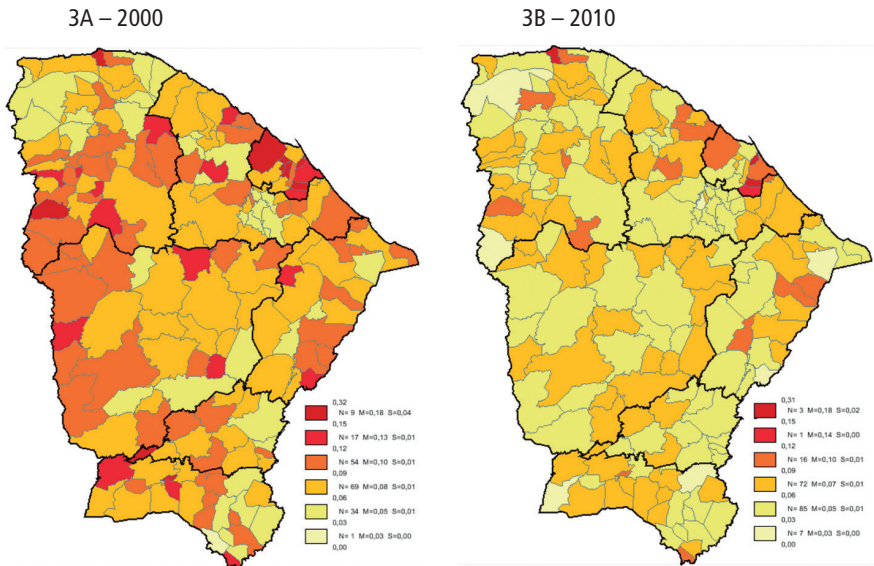 3A – 2000
3B – 2010
0,32
N= 9 M=0,18 S=0,04
0,15
N= 17 M=0,13 S=0,01
0,12
N= 54 M=0,10 S=0,01
0,09
N= 69 M=0,08 S=0,01
0,06
N= 34 M=0,05 S=0,01
0,03
N= 1 M=0,03 S=0,00
0,00
0,31
N= 3 M=0,18 S=0,02
0,15
N= 1 M=0,14 S=0,00
0,12
N= 16 M=0,10 S=0,01
0,09
N= 72 M=0,07 S=0,01
0,06
N= 85 M=0,05 S=0,01
0,03
N= 7 M=0,03 S=0,00
0,00